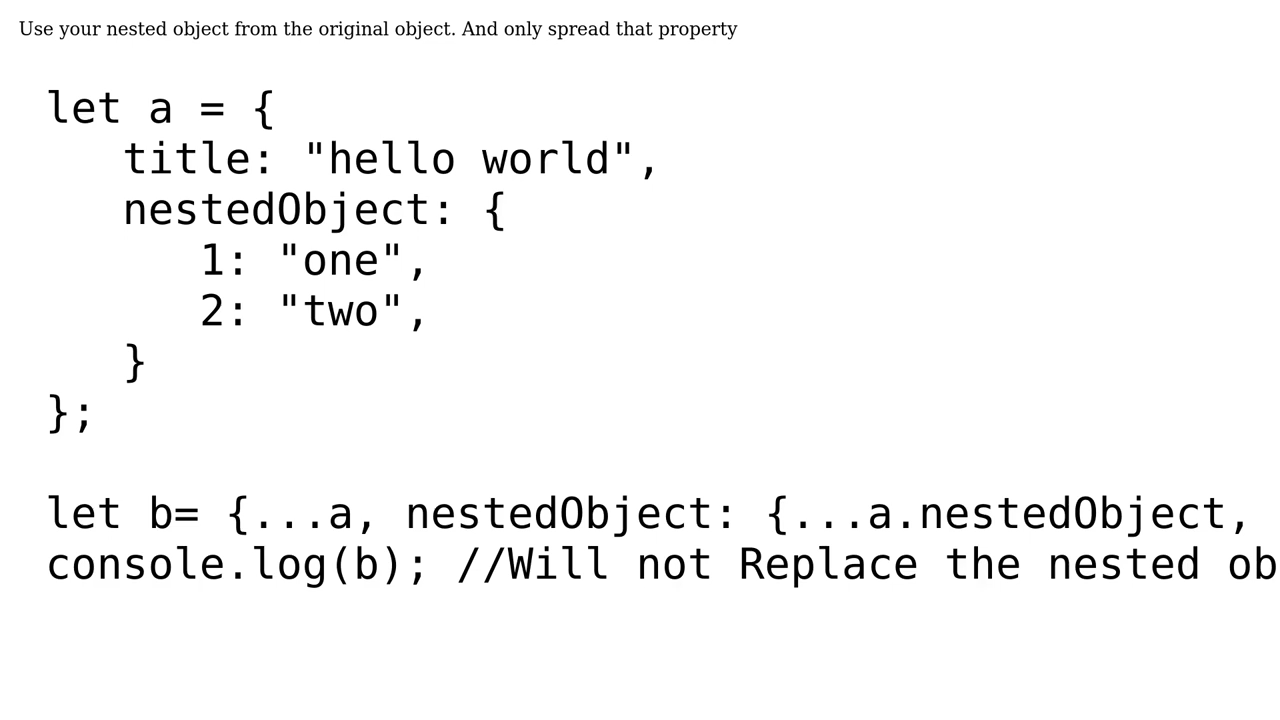 Use your nested object from the original object. And only spread that property
let a = {
title: "hello world",
nestedObject: {
1: "one",
2: "two",
}
};
let b= {...a, nestedObject: {...a.nestedObject,
console.log(b); //Will not Replace the nested ob